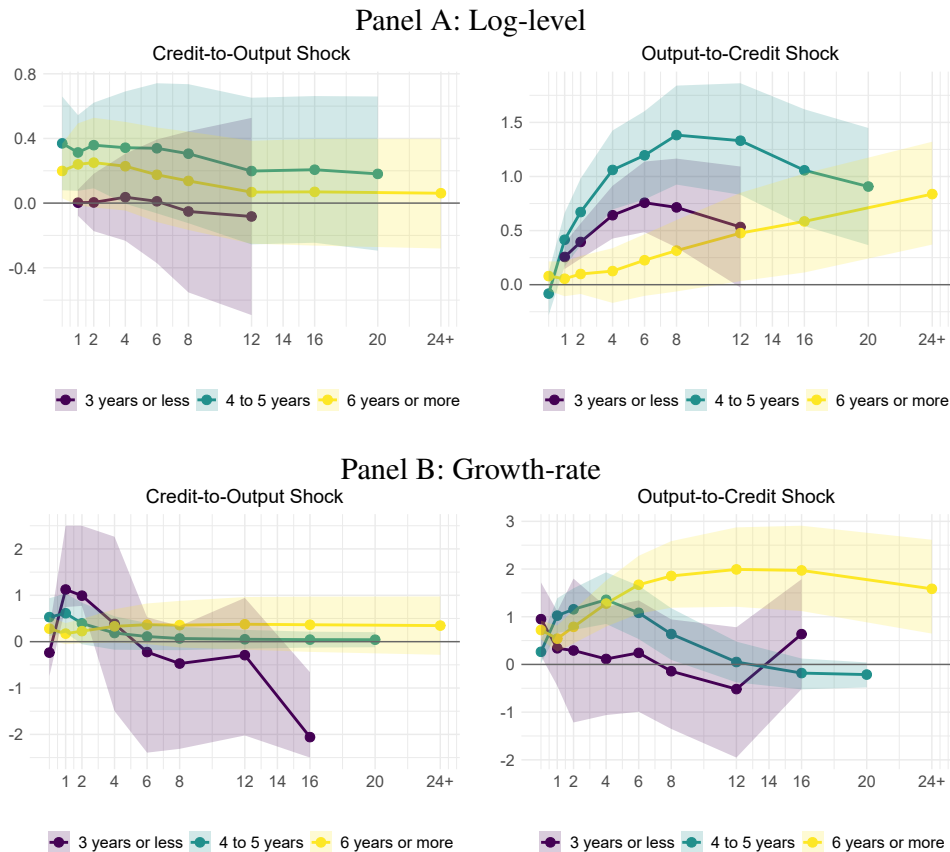 Panel A: Log-level
Credit-to-Output Shock
0.8
0.4
0.0
-0.4
1 2 4 6 8 12 14 16 20 24+
3 years or less 4 to 5 years 6 years or more
Output-to-Credit Shock
1.5
1.0
0.5
0.0
1 2 4 6 8 12 14 16 20 24+
3 years or less 4 to 5 years 6 years or more
Panel B: Growth-rate
Credit-to-Output Shock
2
1
0
-1
-2
1 2 4 6 8 12 16 20 24+
3 years or less 4 to 5 years 6 years or more
Output-to-Credit Shock
3
2
1
0
-1
-2
1 2 4 6 8 12 14 16 20 24+
3 years or less 4 to 5 years 6 years or more